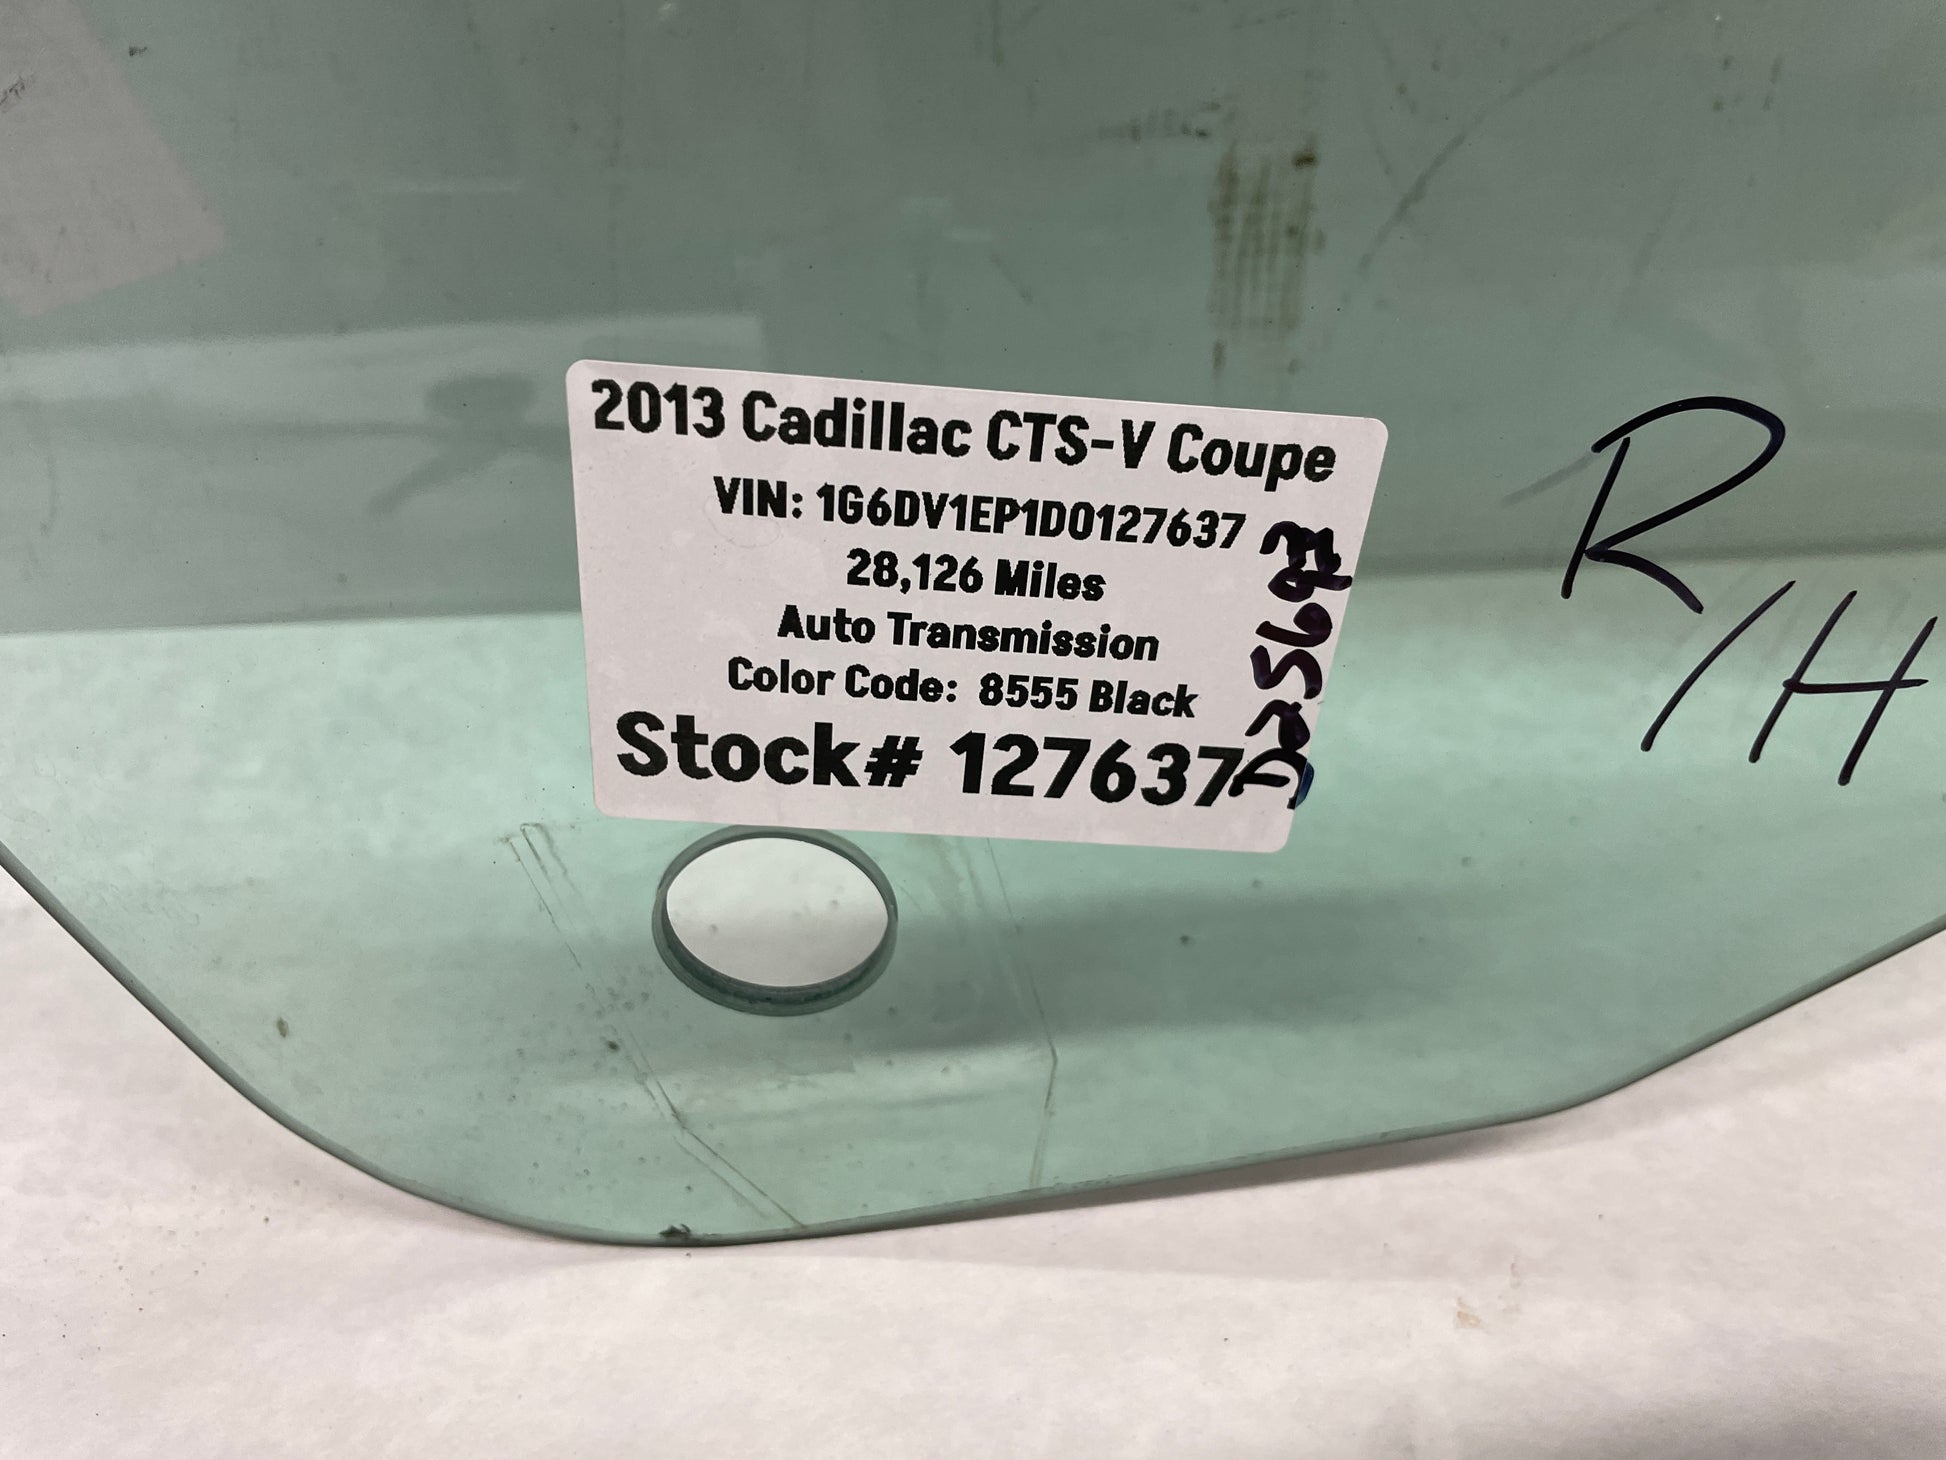 2013 Cadillac CTS-V Coupe
VIN: 1G6DV1EP1D0127637
28,126 Miles
Auto Transmission
Color Code: 8555 Black
Stock# 127637
R/H